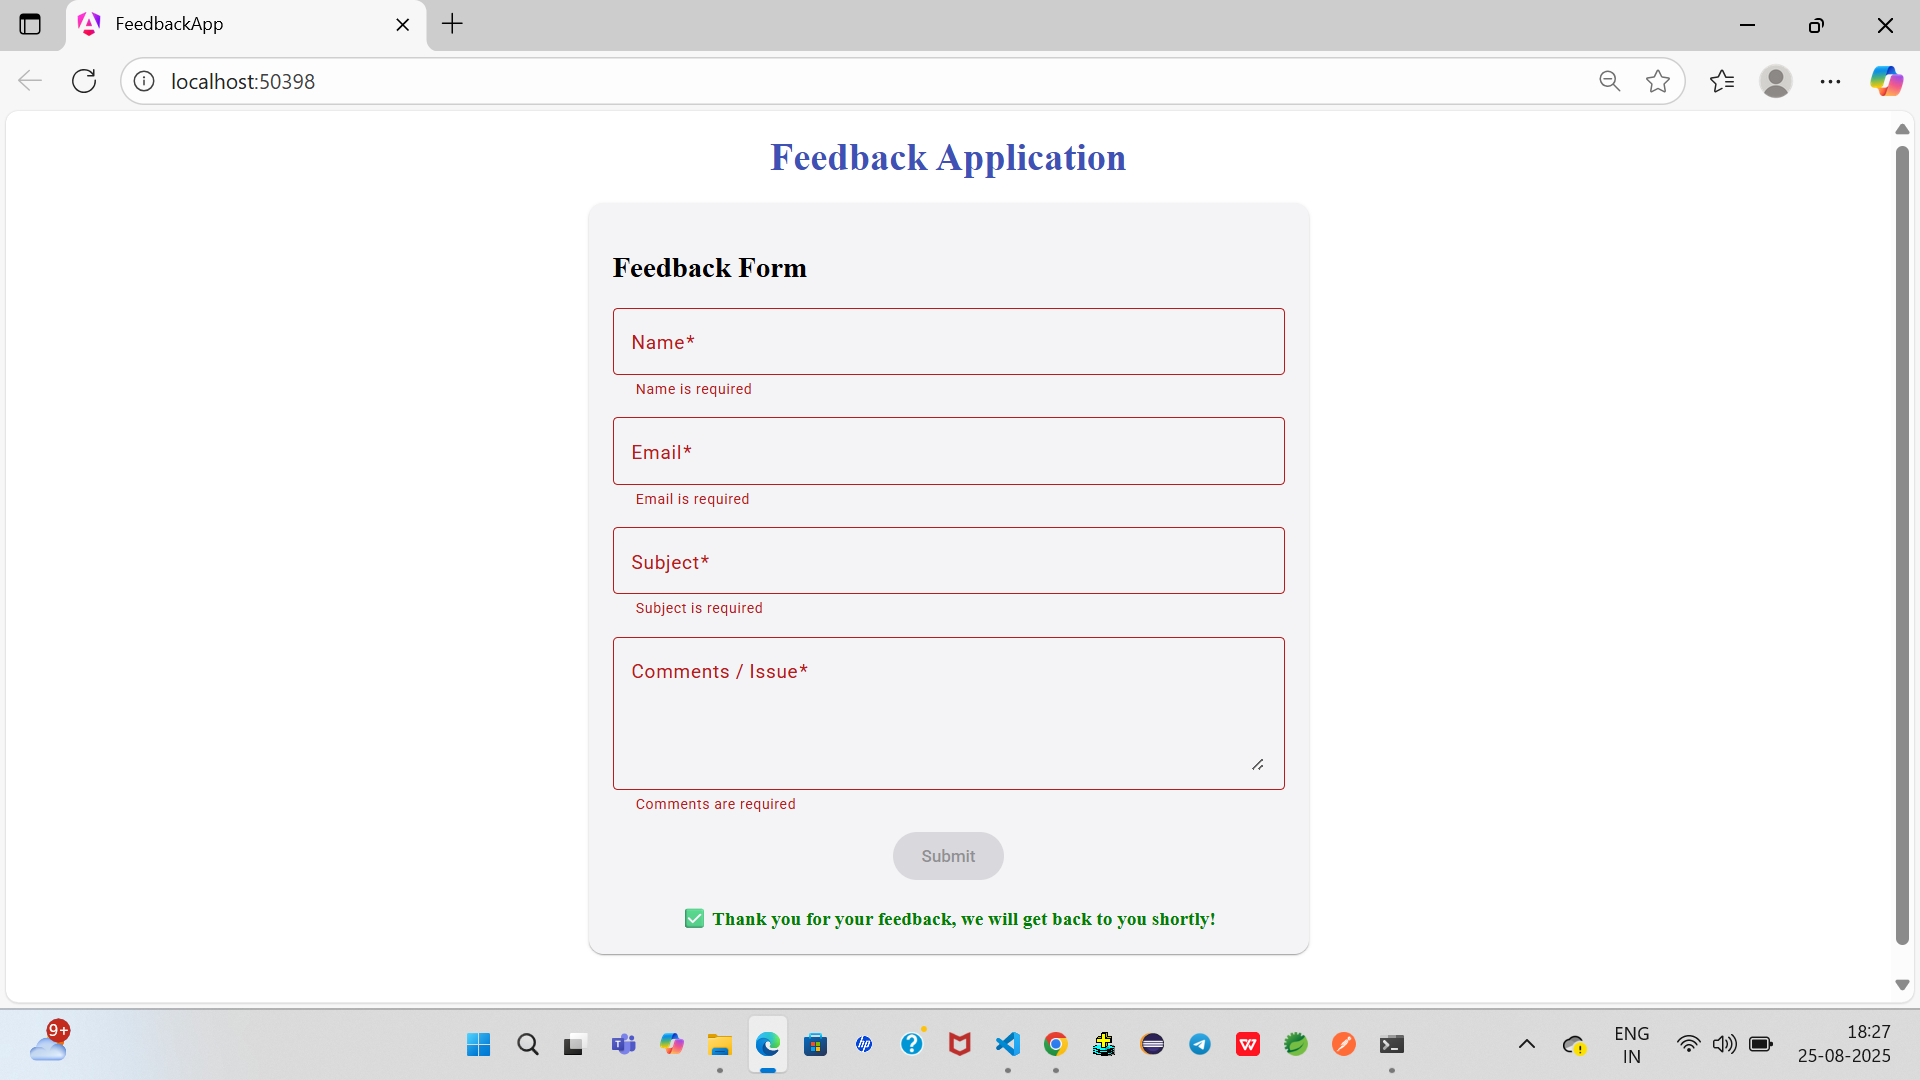 FeedbackApp
localhost:50398
Feedback Application
Feedback Form
Name*
Name is required
Email*
Email is required
Subject*
Subject is required
Comments / Issue*
Comments are required
Submit
✅ Thank you for your feedback, we will get back to you shortly!
9+
hp
ENG
IN
18:27
25-08-2025